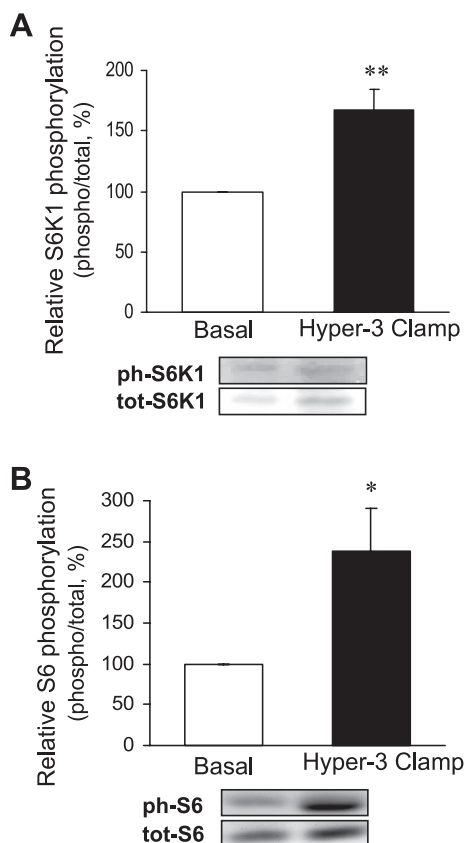 A
Relative S6K1 phosphorylation
(phospho/total, %)
200
150
100
50
0
**
Basal
Hyper-3 Clamp
ph-S6K1
tot-S6K1
B
Relative S6 phosphorylation
(phospho/total, %)
300
250
200
150
100
50
0
*
Basal
Hyper-3 Clamp
ph-S6
tot-S6